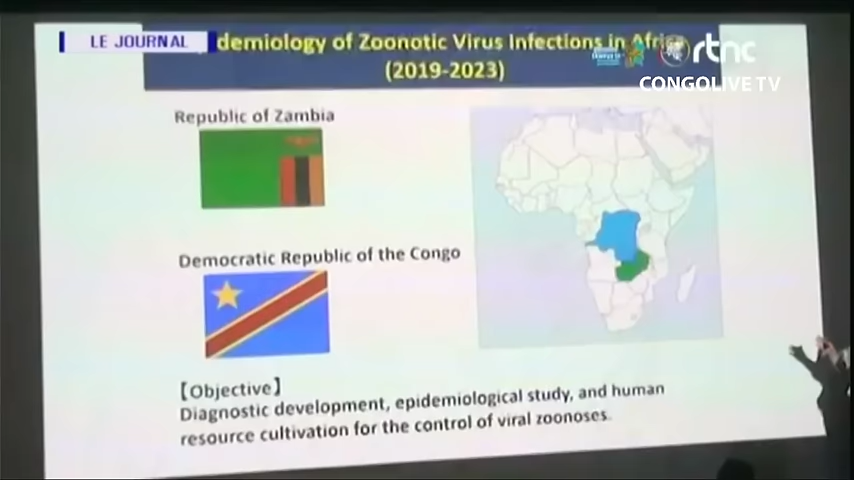 LE JOURNAL
demiology of Zoonotic Virus Infections in Africa
(2019-2023)
rtnc
CONGOLIVE TV
Republic of Zambia
Democratic Republic of the Congo
【Objective】
Diagnostic development, epidemiological study, and human
resource cultivation for the control of viral zoonoses.